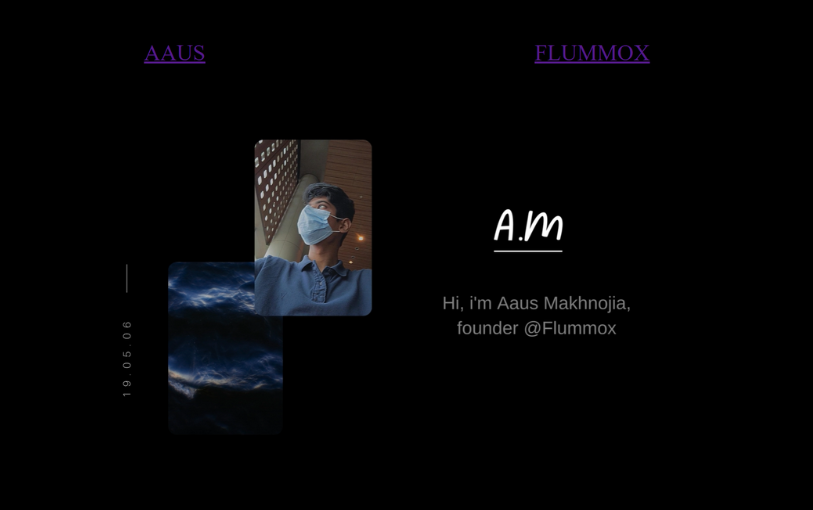 AAUS
FLUMMOX
A.M
Hi, i'm Aaus Makhnojia,
founder @Flummox
19.05.06